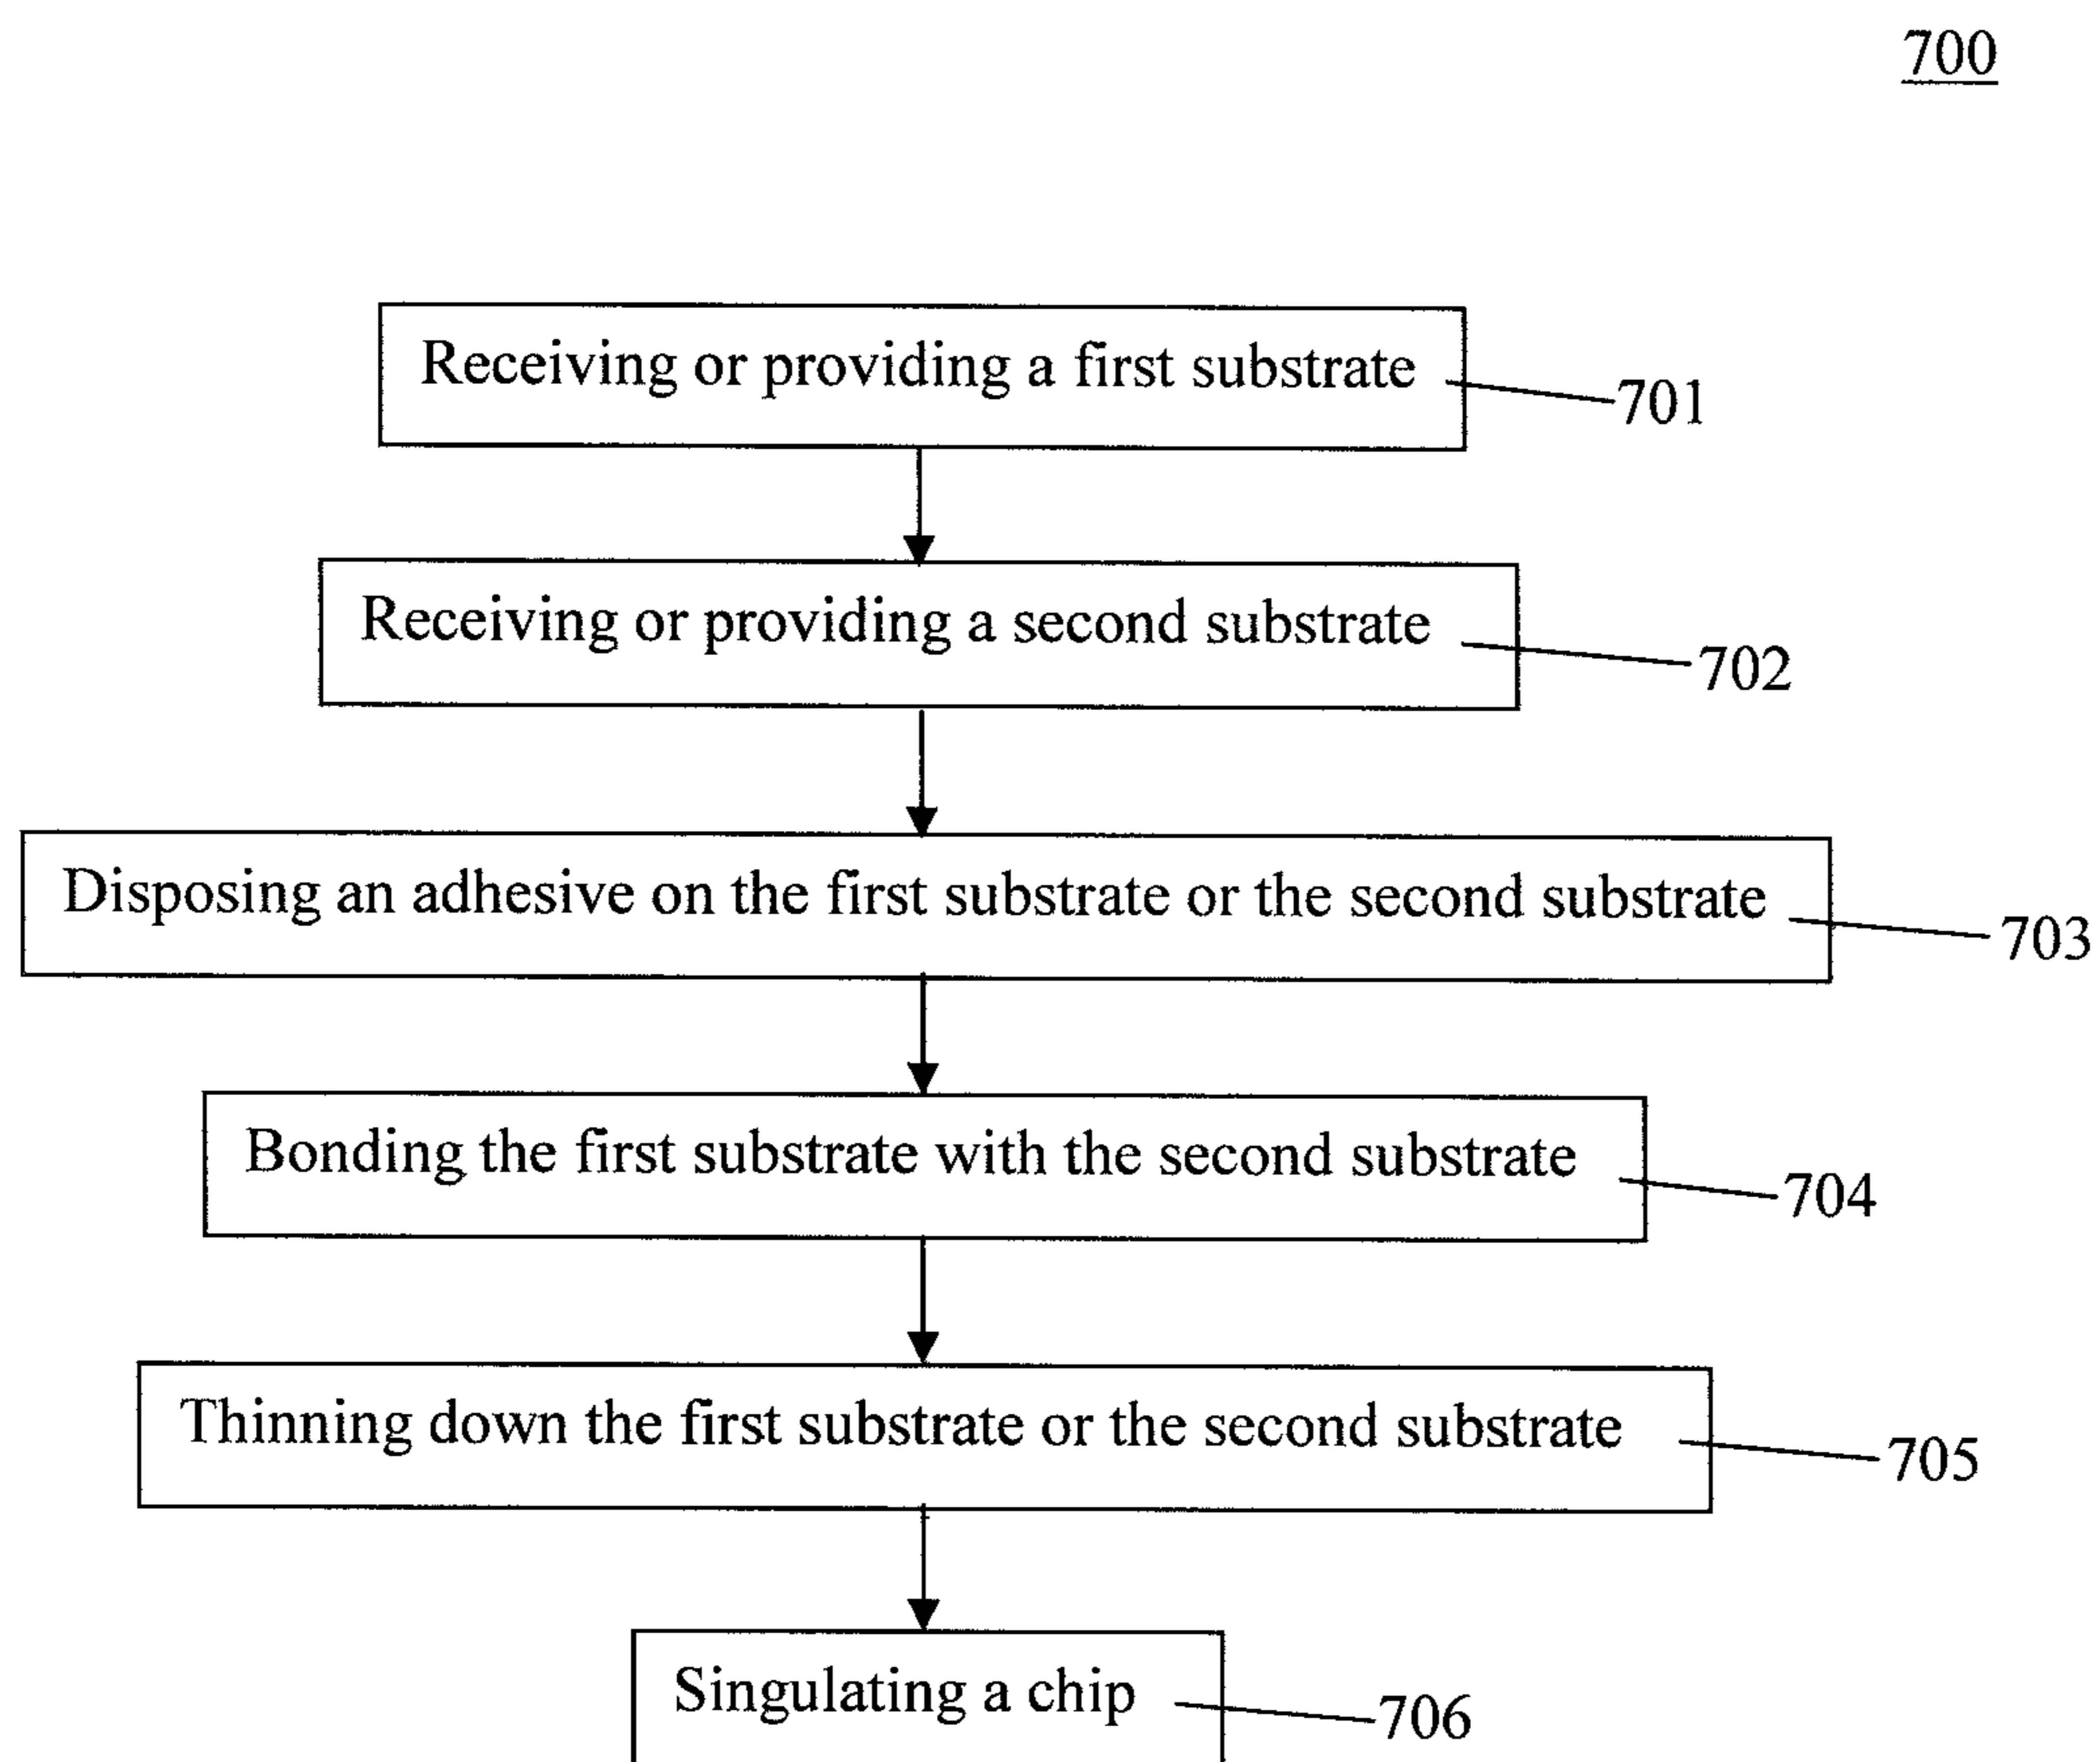 700
Receiving or providing a first substrate
701
Receiving or providing a second substrate
702
Disposing an adhesive on the first substrate or the second substrate
703
Bonding the first substrate with the second substrate
704
Thinning down the first substrate or the second substrate
705
Singulating a chip
706